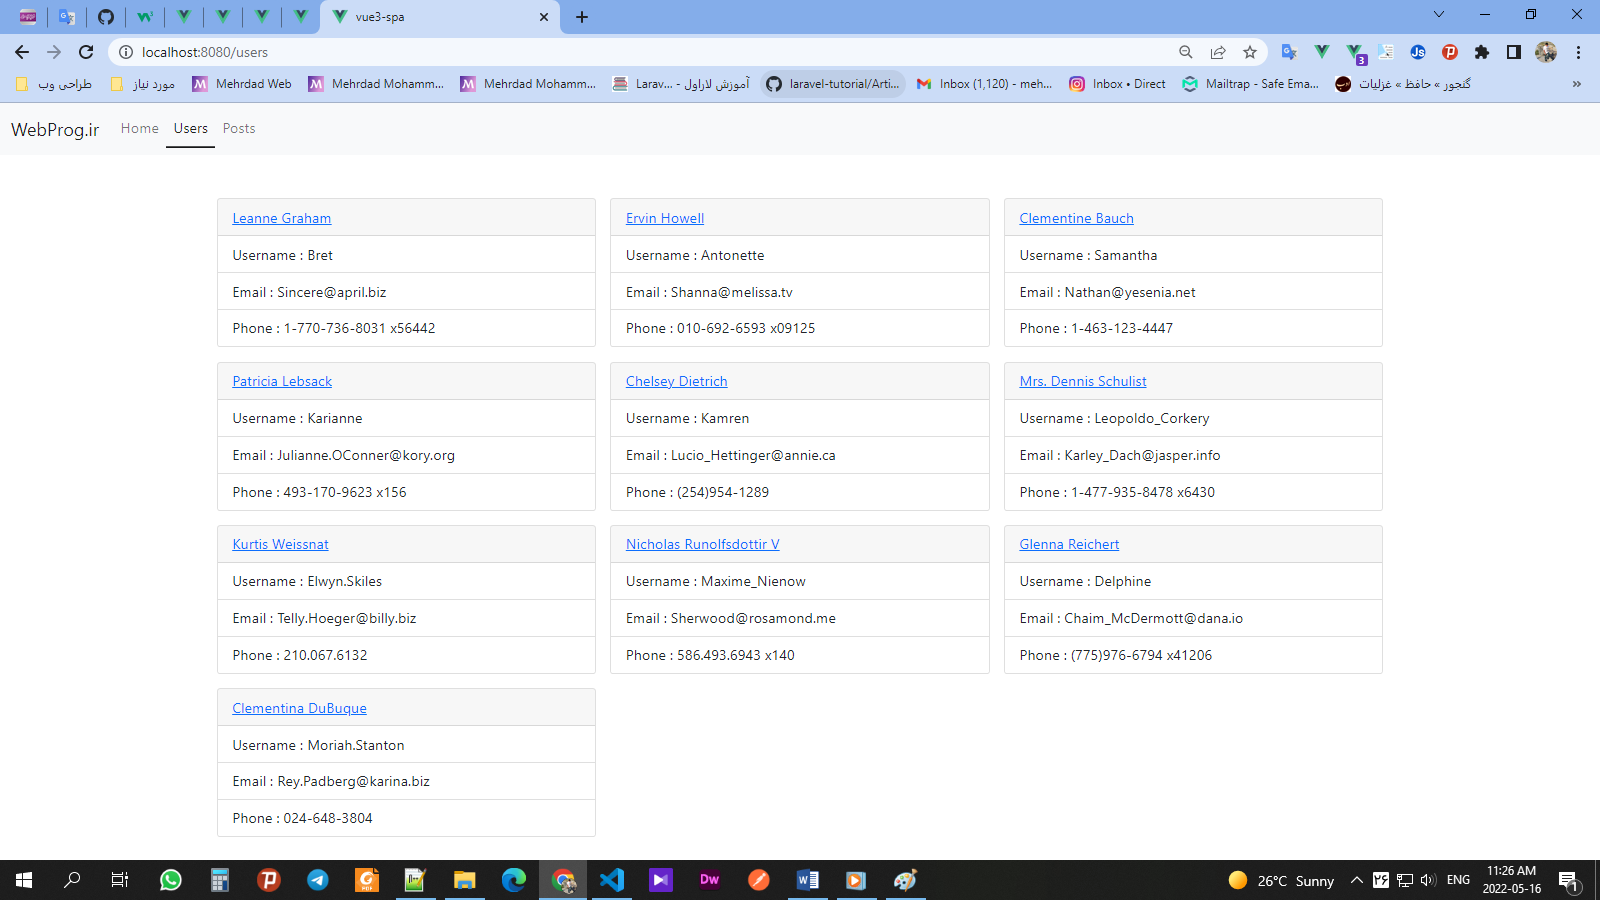 vue3-spa
localhost:8080/users
طراحی وب
مورد نیاز
Mehrdad Web
Mehrdad Mohamm...
Mehrdad Mohamm...
آموزش لاراول - Larav...
laravel-tutorial/Arti...
Inbox (1,120) - meh...
Inbox • Direct
Mailtrap - Safe Ema...
گنجور » حافظ » غزلیات
»
WebProg.ir Home Users Posts
Leanne Graham
Username : Bret
Email : Sincere@april.biz
Phone : 1-770-736-8031 x56442
Ervin Howell
Username : Antonette
Email : Shanna@melissa.tv
Phone : 010-692-6593 x09125
Clementine Bauch
Username : Samantha
Email : Nathan@yesenia.net
Phone : 1-463-123-4447
Patricia Lebsack
Username : Karianne
Email : Julianne.OConner@kory.org
Phone : 493-170-9623 x156
Chelsey Dietrich
Username : Kamren
Email : Lucio_Hettinger@annie.ca
Phone : (254)954-1289
Mrs. Dennis Schulist
Username : Leopoldo_Corkery
Email : Karley_Dach@jasper.info
Phone : 1-477-935-8478 x6430
Kurtis Weissnat
Username : Elwyn.Skiles
Email : Telly.Hoeger@billy.biz
Phone : 210.067.6132
Nicholas Runolfsdottir V
Username : Maxime_Nienow
Email : Sherwood@rosamond.me
Phone : 586.493.6943 x140
Glenna Reichert
Username : Delphine
Email : Chaim_McDermott@dana.io
Phone : (775)976-6794 x41206
Clementina DuBuque
Username : Moriah.Stanton
Email : Rey.Padberg@karina.biz
Phone : 024-648-3804
26°C Sunny
۲۶
ENG
11:26 AM
2022-05-16
1